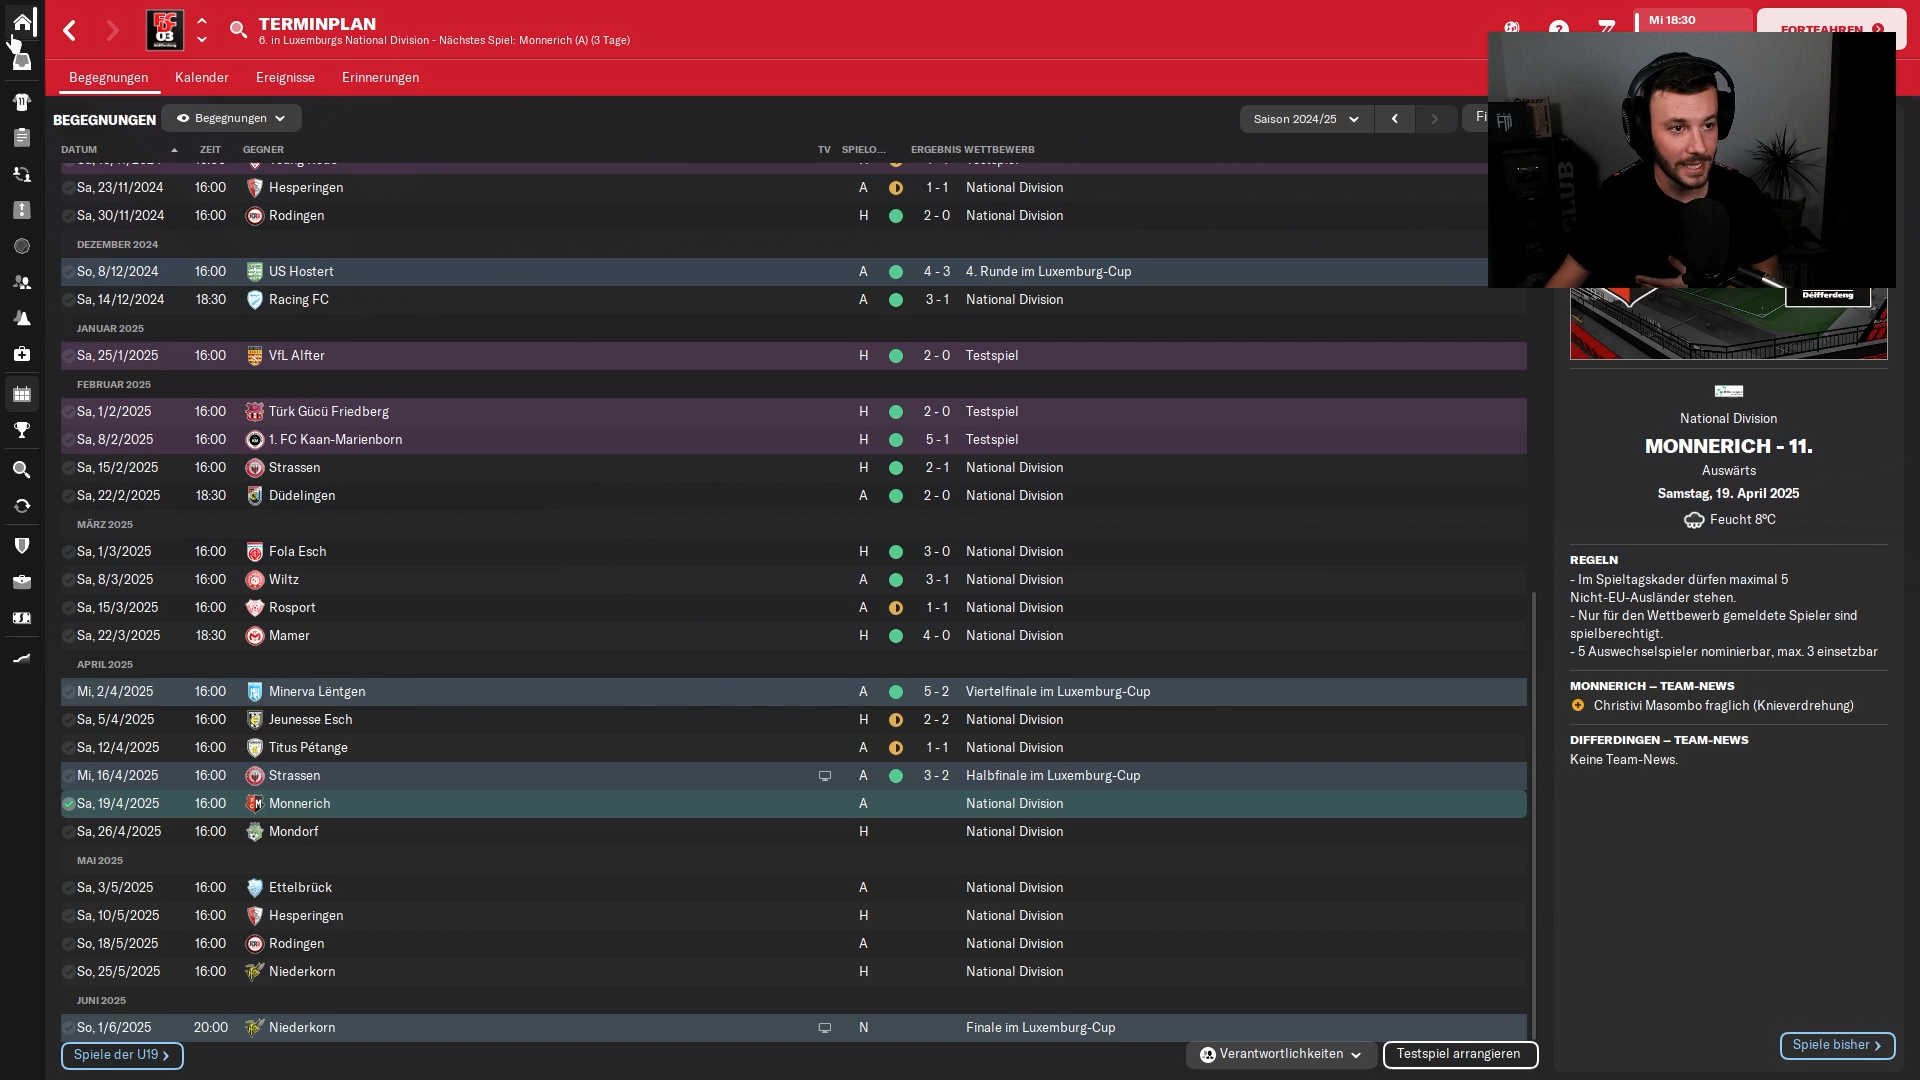 TERMINPLAN
6. in Luxemburgs National Division - Nächstes Spiel: Monnerich (A) (3 Tage)
Mi 18:30
Begegnungen Kalender Ereignisse Erinnerungen
BEGEGNUNGEN Begegnungen Saison 2024/25
DATUM ZEIT GEGNER TV SPIELO... ERGEBNIS WETTBEWERB
Sa, 23/11/2024 16:00 Hesperingen A 1 - 1 National Division
Sa, 30/11/2024 16:00 Rodingen H 2 - 0 National Division
DEZEMBER 2024
So, 8/12/2024 16:00 US Hostert A 4 - 3 4. Runde im Luxemburg-Cup
Sa, 14/12/2024 18:30 Racing FC A 3 - 1 National Division
JANUAR 2025
Sa, 25/1/2025 16:00 VfL Alfter H 2 - 0 Testspiel
FEBRUAR 2025
Sa, 1/2/2025 16:00 Türk Gücü Friedberg H 2 - 0 Testspiel
Sa, 8/2/2025 16:00 1. FC Kaan-Marienborn H 5 - 1 Testspiel
Sa, 15/2/2025 16:00 Strassen H 2 - 1 National Division
Sa, 22/2/2025 18:30 Düdelingen A 2 - 0 National Division
MÄRZ 2025
Sa, 1/3/2025 16:00 Fola Esch H 3 - 0 National Division
Sa, 8/3/2025 16:00 Wiltz A 3 - 1 National Division
Sa, 15/3/2025 16:00 Rosport A 1 - 1 National Division
Sa, 22/3/2025 18:30 Mamer H 4 - 0 National Division
APRIL 2025
Mi, 2/4/2025 16:00 Minerva Lëntgen A 5 - 2 Viertelfinale im Luxemburg-Cup
Sa, 5/4/2025 16:00 Jeunesse Esch H 2 - 2 National Division
Sa, 12/4/2025 16:00 Titus Pétange A 1 - 1 National Division
Mi, 16/4/2025 16:00 Strassen A 3 - 2 Halbfinale im Luxemburg-Cup
Sa, 19/4/2025 16:00 Monnerich A National Division
Sa, 26/4/2025 16:00 Mondorf H National Division
MAI 2025
Sa, 3/5/2025 16:00 Ettelbrück A National Division
Sa, 10/5/2025 16:00 Hesperingen H National Division
So, 18/5/2025 16:00 Rodingen A National Division
So, 25/5/2025 16:00 Niederkorn H National Division
JUNI 2025
So, 1/6/2025 20:00 Niederkorn N Finale im Luxemburg-Cup
Spiele der U19
Verantwortlichkeiten
Testspiel arrangieren
Déifferdeng
National Division
MONNERICH - 11.
Auswärts
Samstag, 19. April 2025
Feucht 8ºC
REGELN
- Im Spieltagskader dürfen maximal 5
Nicht-EU-Ausländer stehen.
- Nur für den Wettbewerb gemeldete Spieler sind
spielberechtigt.
- 5 Auswechselspieler nominierbar, max. 3 einsetzbar
MONNERICH – TEAM-NEWS
Christivi Masombo fraglich (Knieverdrehung)
DIFFERDINGEN – TEAM-NEWS
Keine Team-News.
Spiele bisher